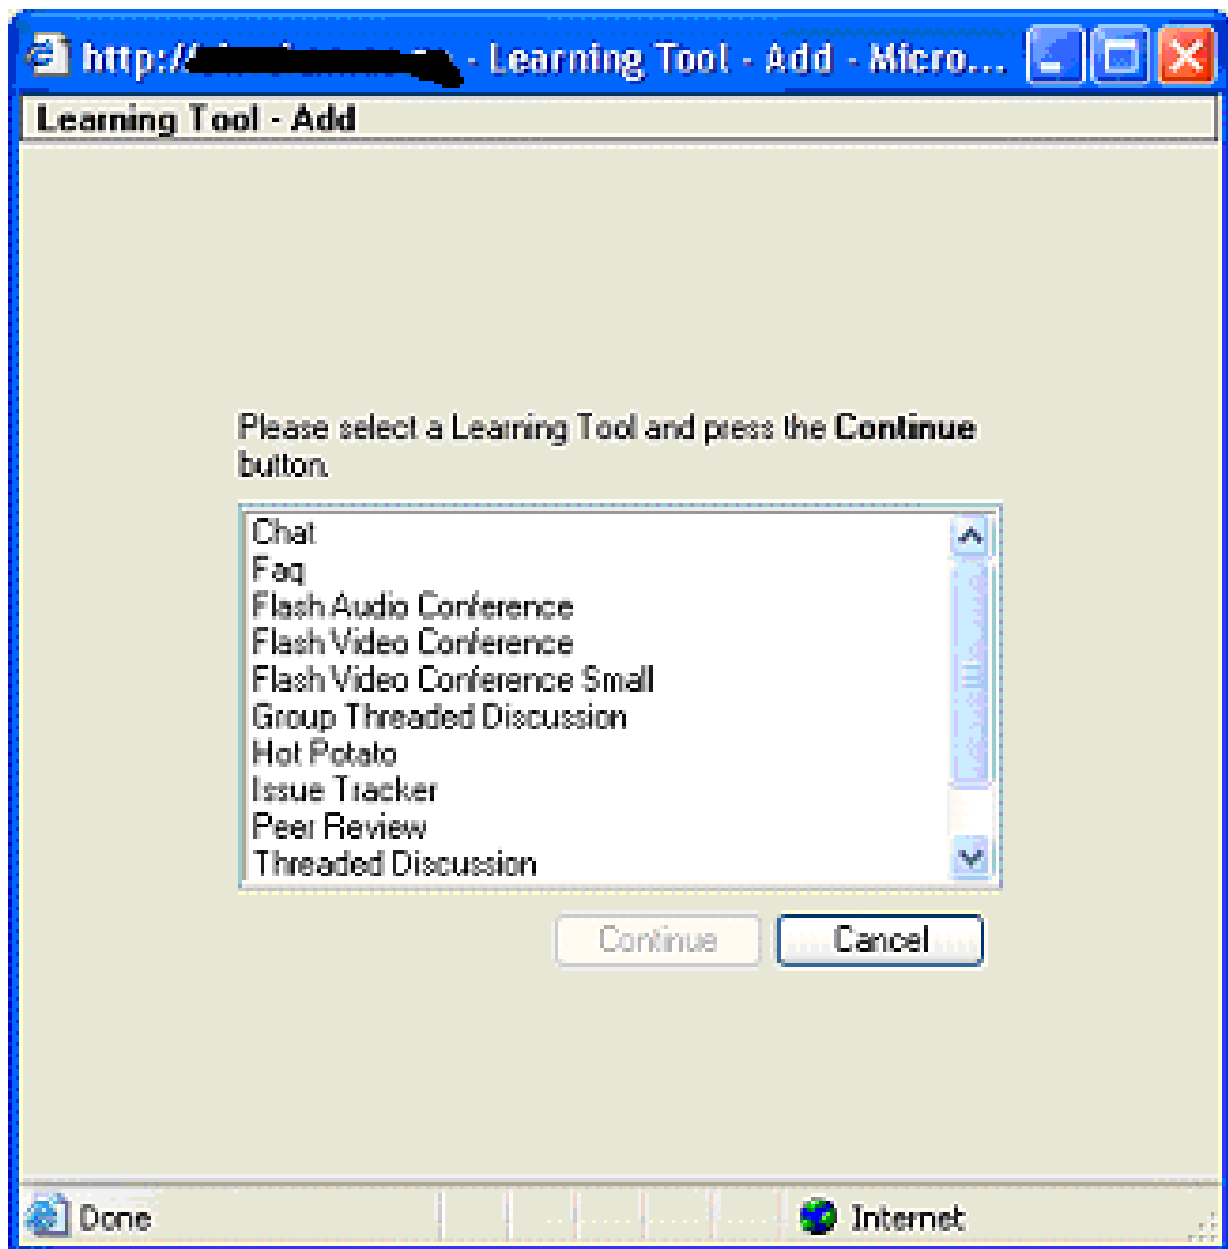 http:// - Learning Tool - Add - Micro...
Learning Tool - Add
Please select a Learning Tool and press the Continue
button.
Chat
Faq
Flash Audio Conference
Flash Video Conference
Flash Video Conference Small
Group Threaded Discussion
Hot Potato
Issue Tracker
Peer Review
Threaded Discussion
Continue Cancel
Done Internet